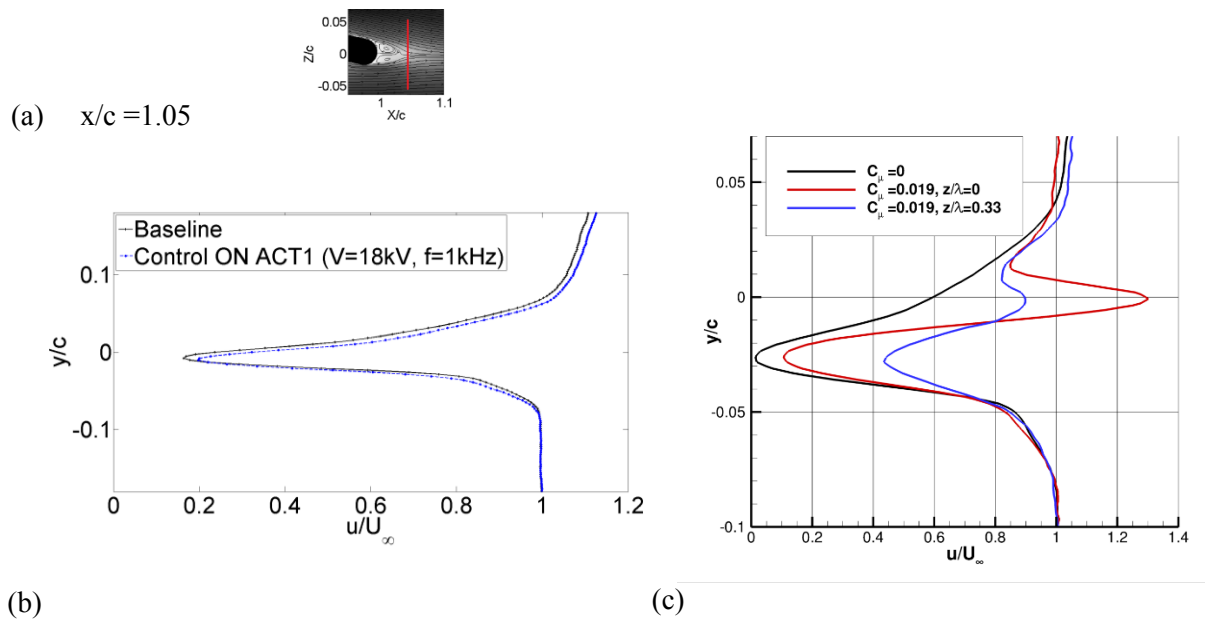 0.05
0
-0.05
Z/c
1
1.1
X/c
(a) x/c =1.05
Baseline
Control ON ACT1 (V=18kV, f=1kHz)
0.1
0
-0.1
y/c
0
0.2
0.4
0.6
0.8
1
1.2
u/U∞
(b)
Cμ =0
Cμ =0.019, z/λ=0
Cμ =0.019, z/λ=0.33
0.05
0
-0.05
-0.1
y/c
0
0.2
0.4
0.6
0.8
1
1.2
1.4
u/U∞
(c)